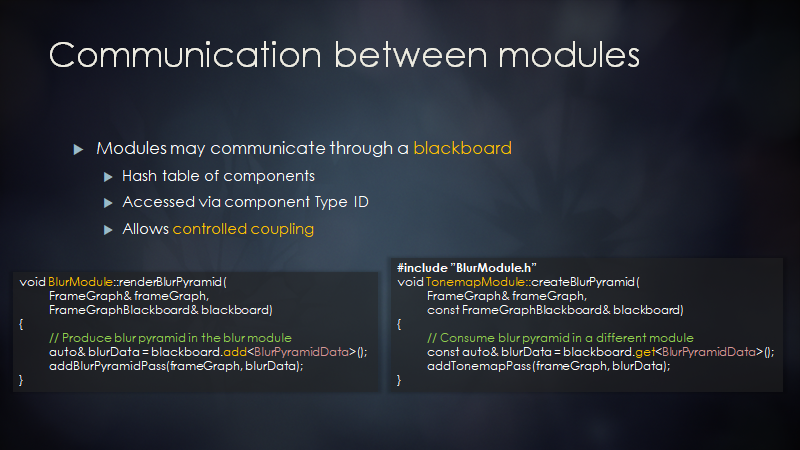 Communication between modules
Modules may communicate through a blackboard
Hash table of components
Accessed via component Type ID
Allows controlled coupling
void BlurModule::renderBlurPyramid(
FrameGraph& frameGraph,
FrameGraphBlackboard& blackboard)
{
// Produce blur pyramid in the blur module
auto& blurData = blackboard.add<BlurPyramidData>();
addBlurPyramidPass(frameGraph, blurData);
}
#include "BlurModule.h"
void TonemapModule::createBlurPyramid(
FrameGraph& frameGraph,
const FrameGraphBlackboard& blackboard)
{
// Consume blur pyramid in a different module
const auto& blurData = blackboard.get<BlurPyramidData>();
addTonemapPass(frameGraph, blurData);
}